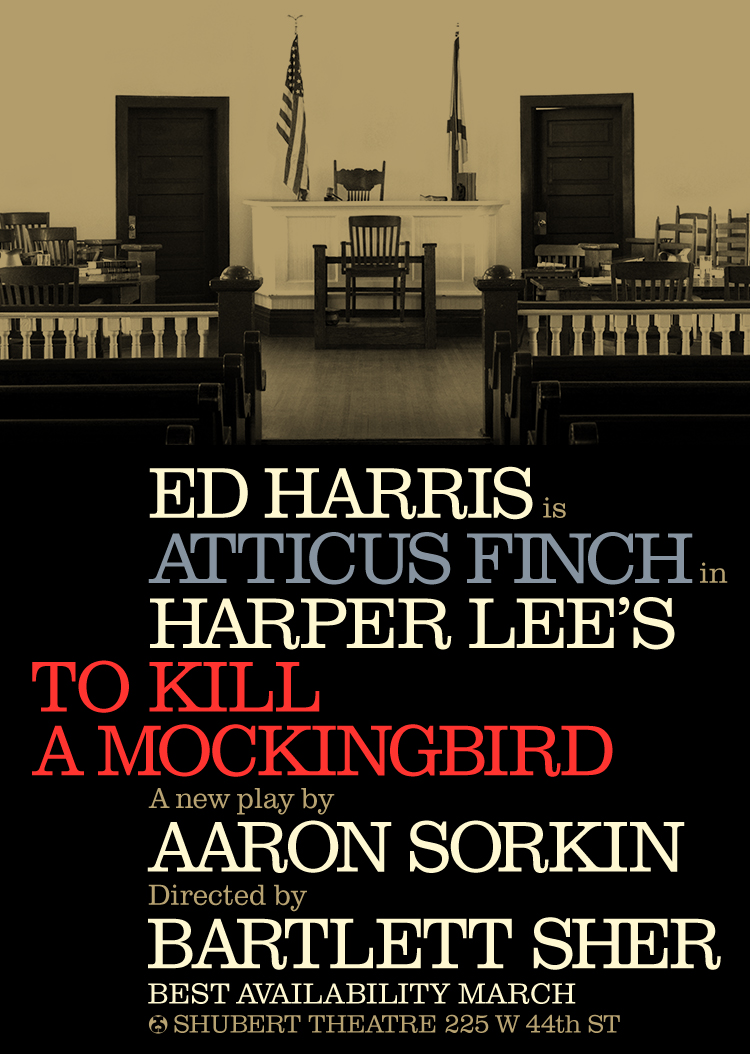 ED HARRIS is
ATTICUS FINCH in
HARPER LEE’S
TO KILL
A MOCKINGBIRD
A new play by
AARON SORKIN
Directed by
BARTLETT SHER
BEST AVAILABILITY MARCH
SHUBERT THEATRE 225 W 44th ST